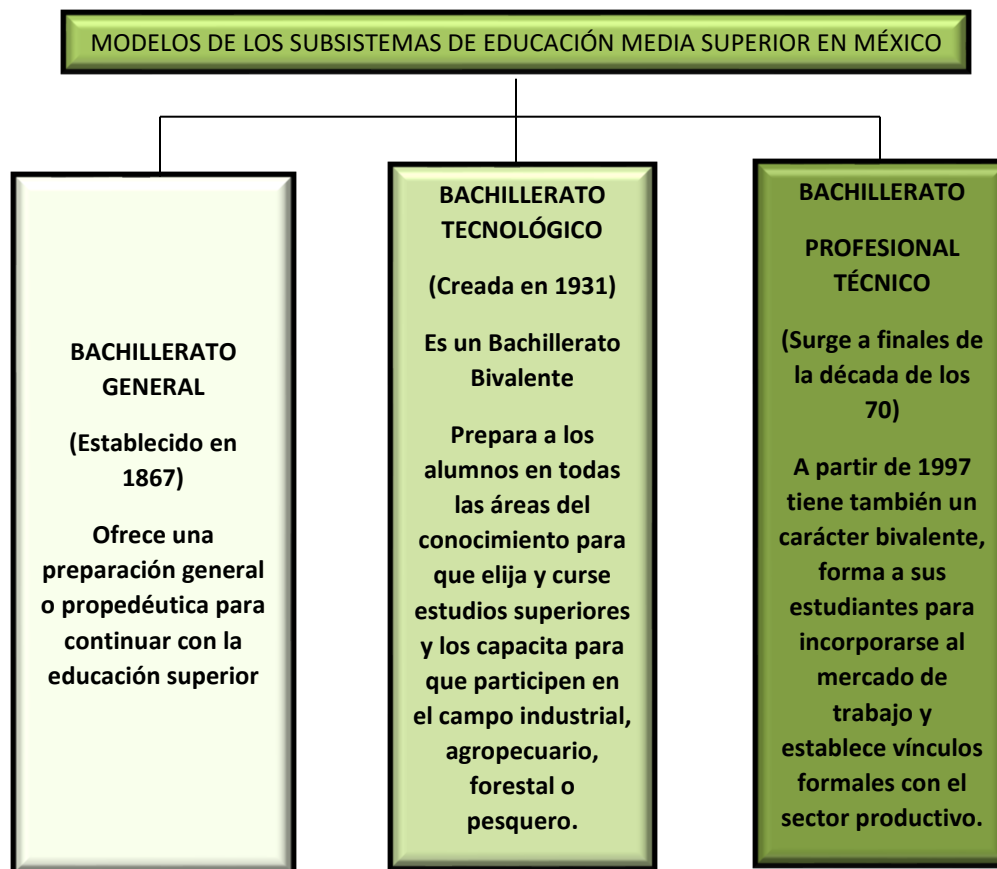 MODELOS DE LOS SUBSISTEMAS DE EDUCACIÓN MEDIA SUPERIOR EN MÉXICO
BACHILLERATO
GENERAL
(Establecido en
1867)
Ofrece una
preparación general
o propedéutica para
continuar con la
educación superior
BACHILLERATO
TECNOLÓGICO
(Creada en 1931)
Es un Bachillerato
Bivalente
Prepara a los
alumnos en todas
las áreas del
conocimiento para
que elija y curse
estudios superiores
y los capacita para
que participen en
el campo industrial,
agropecuario,
forestal o
pesquero.
BACHILLERATO
PROFESIONAL
TÉCNICO
(Surge a finales de
la década de los
70)
A partir de 1997
tiene también un
carácter bivalente,
forma a sus
estudiantes para
incorporarse al
mercado de
trabajo y
establece vínculos
formales con el
sector productivo.